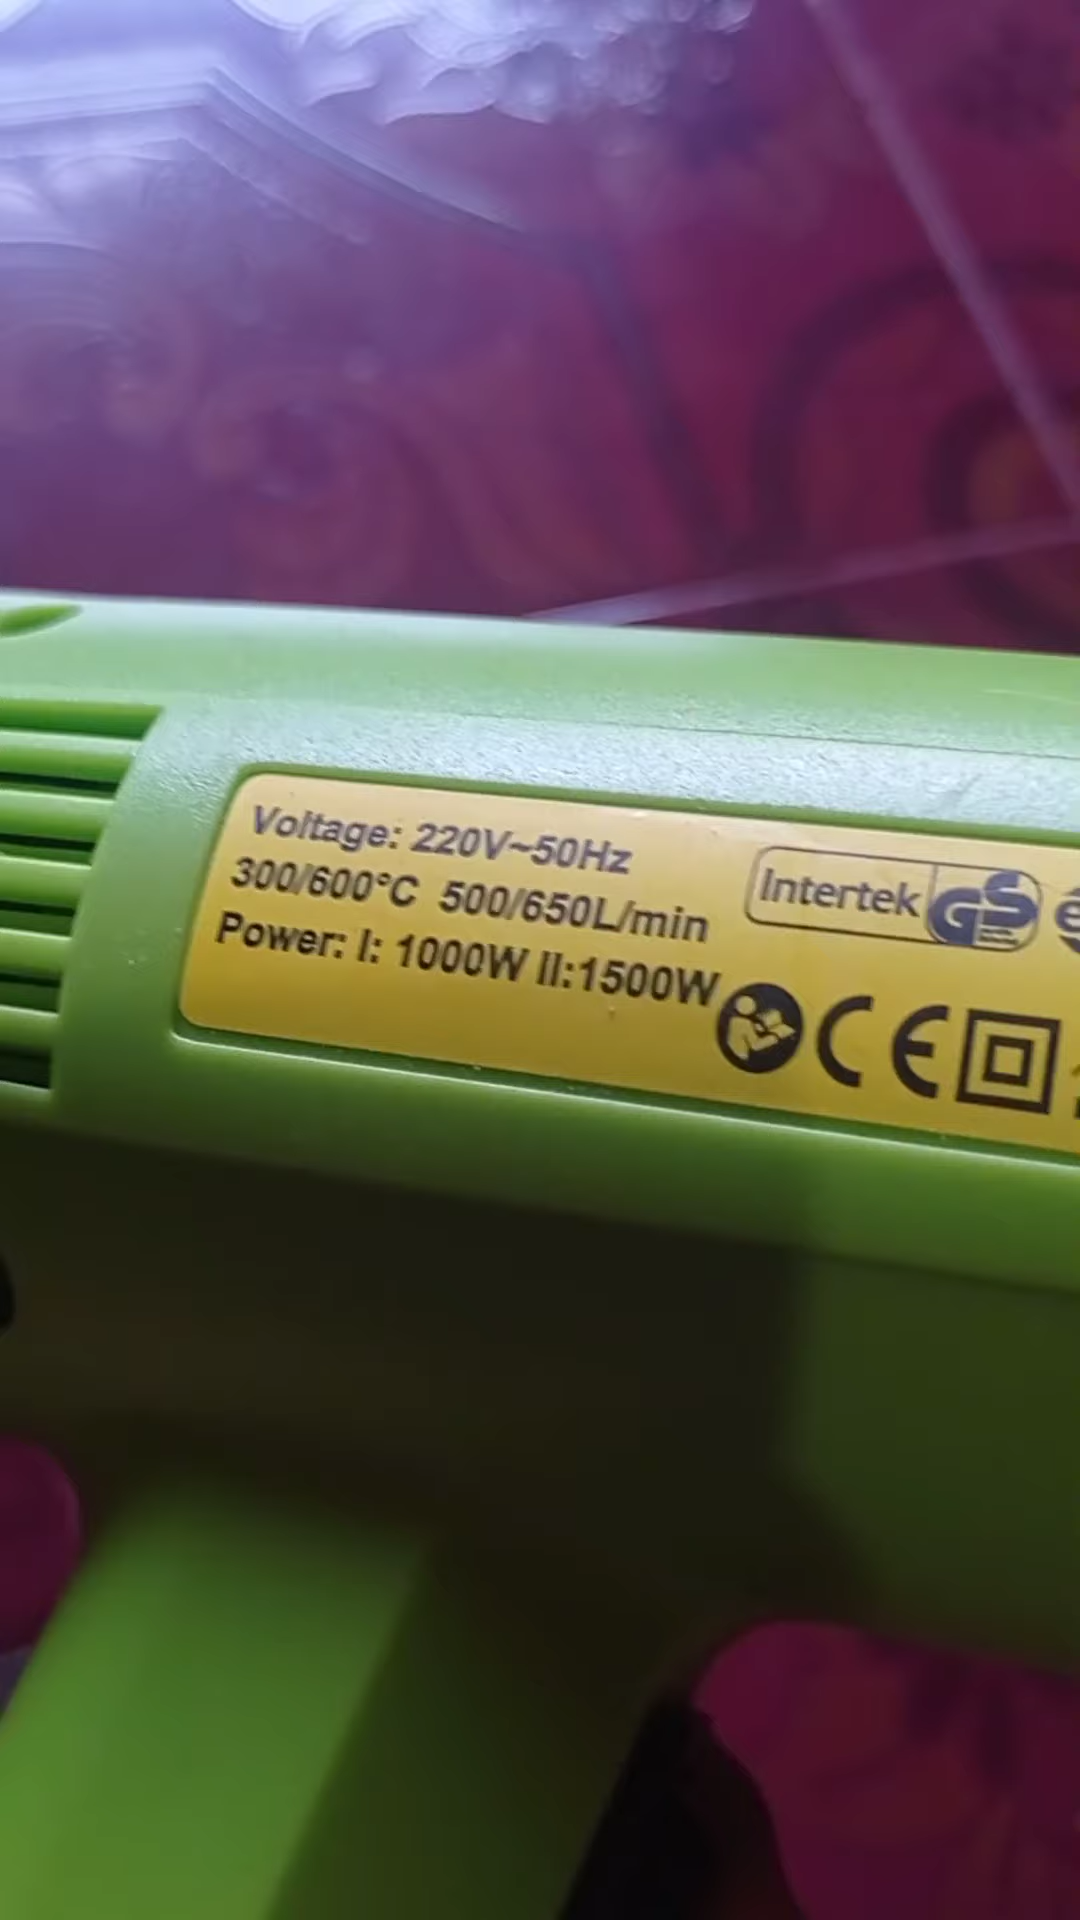 Voltage: 220V~50Hz
300/600°C 500/650L/min
Power: I: 1000W II:1500W
Intertek GS
CE